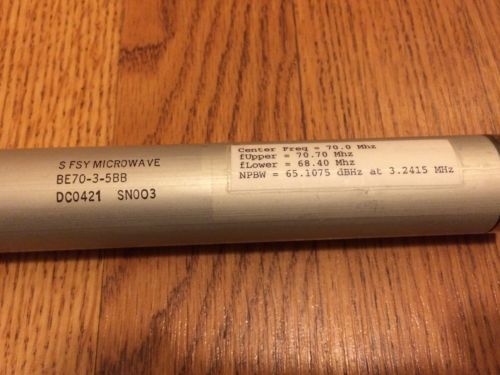 S FSY MICROWAVE
BE70-3-5BB
DC0421 SN003
Center Freq = 70.0 Mhz
fUpper = 70.70 Mhz
fLower = 68.40 Mhz
NPBW = 65.1075 dBHz at 3.2415 MHz